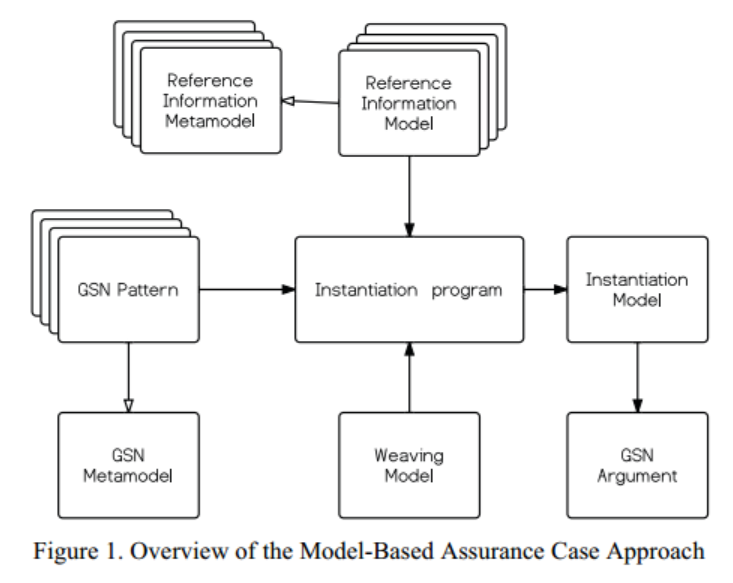 Reference
Information
Metamodel
Reference
Information
Model
GSN Pattern
Instantiation program
Instantiation
Model
GSN
Metamodel
Weaving
Model
GSN
Argument
Figure 1. Overview of the Model-Based Assurance Case Approach